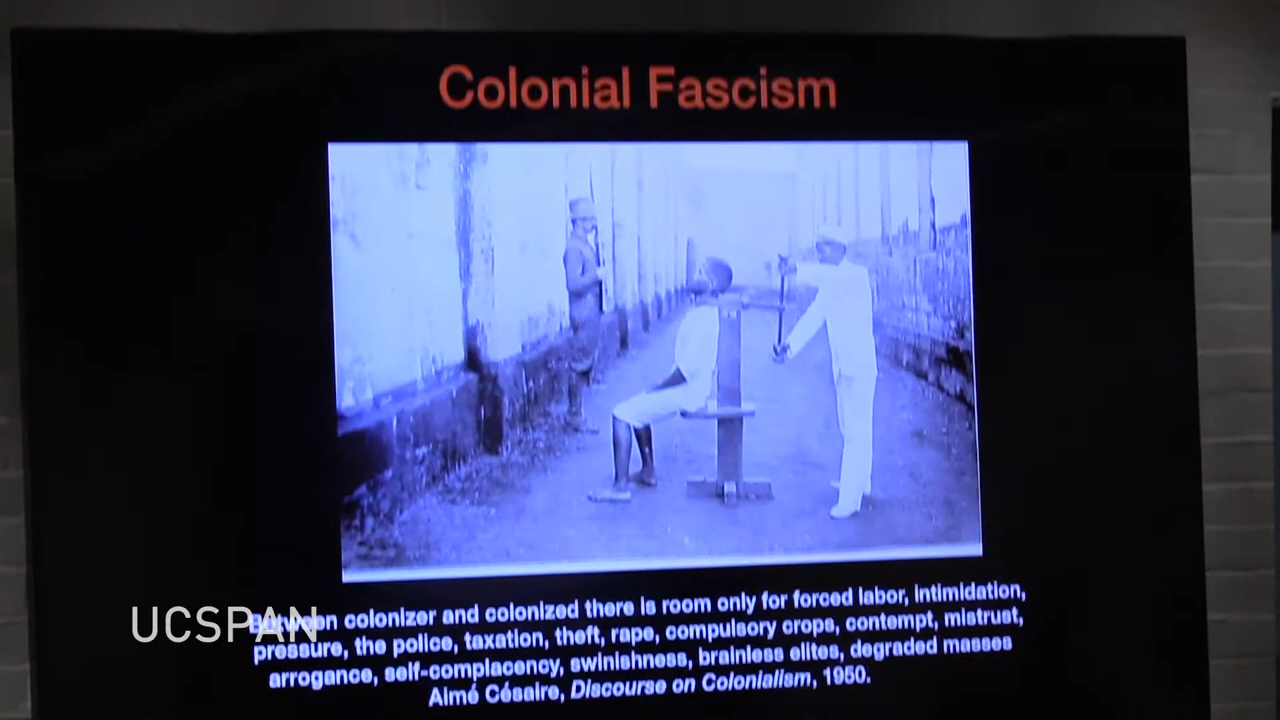 Colonial Fascism
Between colonizer and colonized there is room only for forced labor, intimidation,
pressure, the police, taxation, theft, rape, compulsory crops, contempt, mistrust,
arrogance, self-complacency, swinishness, brainless elites, degraded masses
Aimé Césaire, Discourse on Colonialism, 1950.
UCSPAN